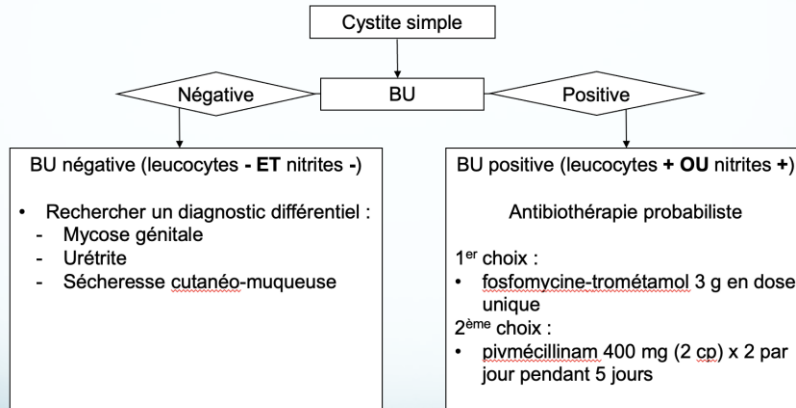 Cystite simple
Négative
BU
Positive
BU négative (leucocytes - ET nitrites -)
• Rechercher un diagnostic différentiel :
- Mycose génitale
- Urétrite
- Sécheresse cutanéo-muqueuse
BU positive (leucocytes + OU nitrites +)
Antibiothérapie probabiliste
1er choix :
• fosfomycine-trométamol 3 g en dose
unique
2ème choix :
• pivmécillinam 400 mg (2 cp) x 2 par
jour pendant 5 jours